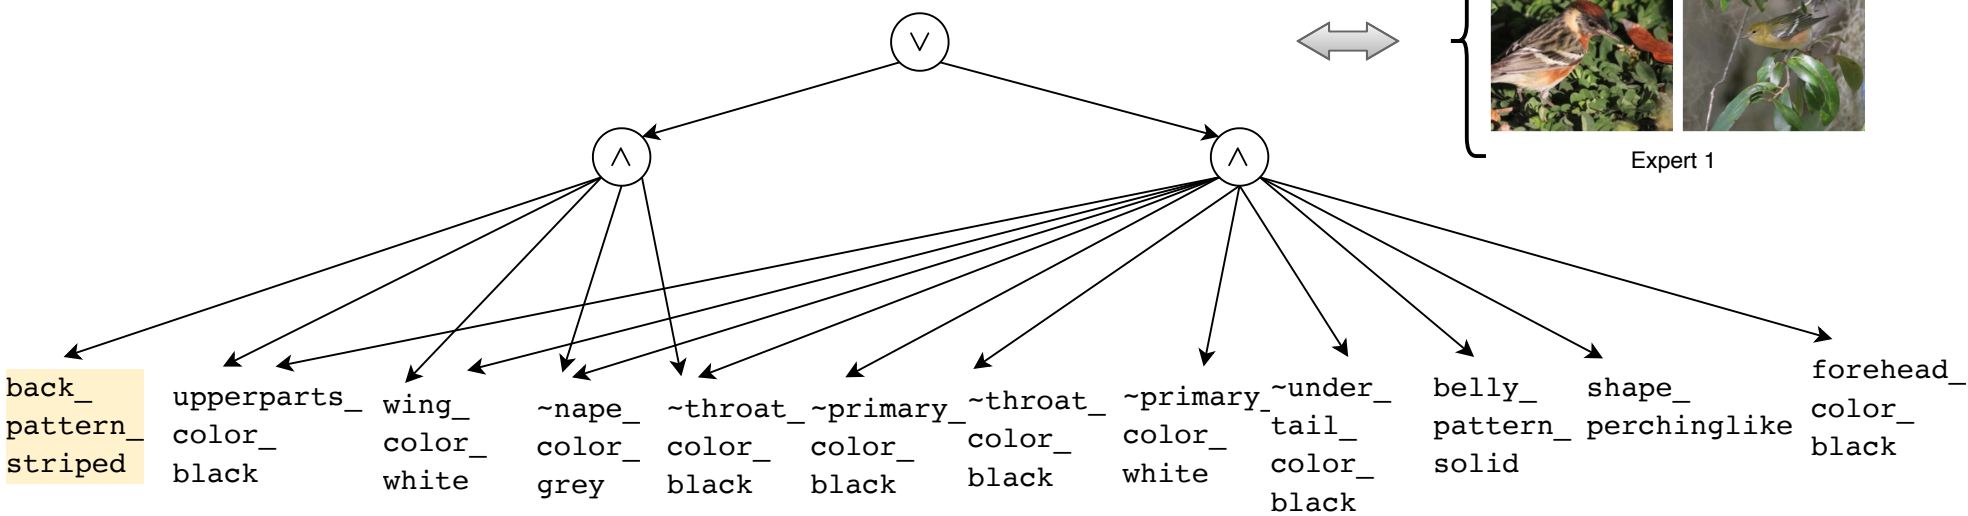 ∨
∧
∧
Expert 1
back_
pattern_
striped
upperparts_
color_
black
wing_
color_
white
~nape_
color_
grey
~throat_
color_
black
~primary_
color_
black
~throat_
color_
black
~primary_
color_
white
~under_
tail_
color_
black
belly_
pattern_
solid
shape_
perchinglike
forehead_
color_
black